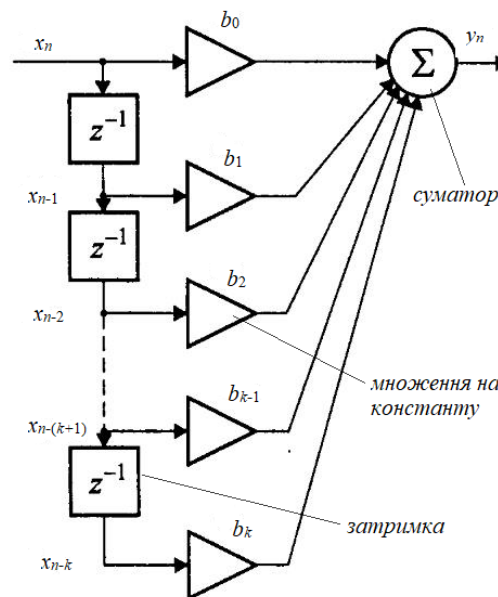 b₀
xₙ
yₙ
Σ
z⁻¹
b₁
xₙ₋₁
суматор
z⁻¹
b₂
xₙ₋₂
множення на
константу
bₖ₋₁
xₙ₋₍ₖ₊₁₎
z⁻¹
затримка
bₖ
xₙ₋ₖ